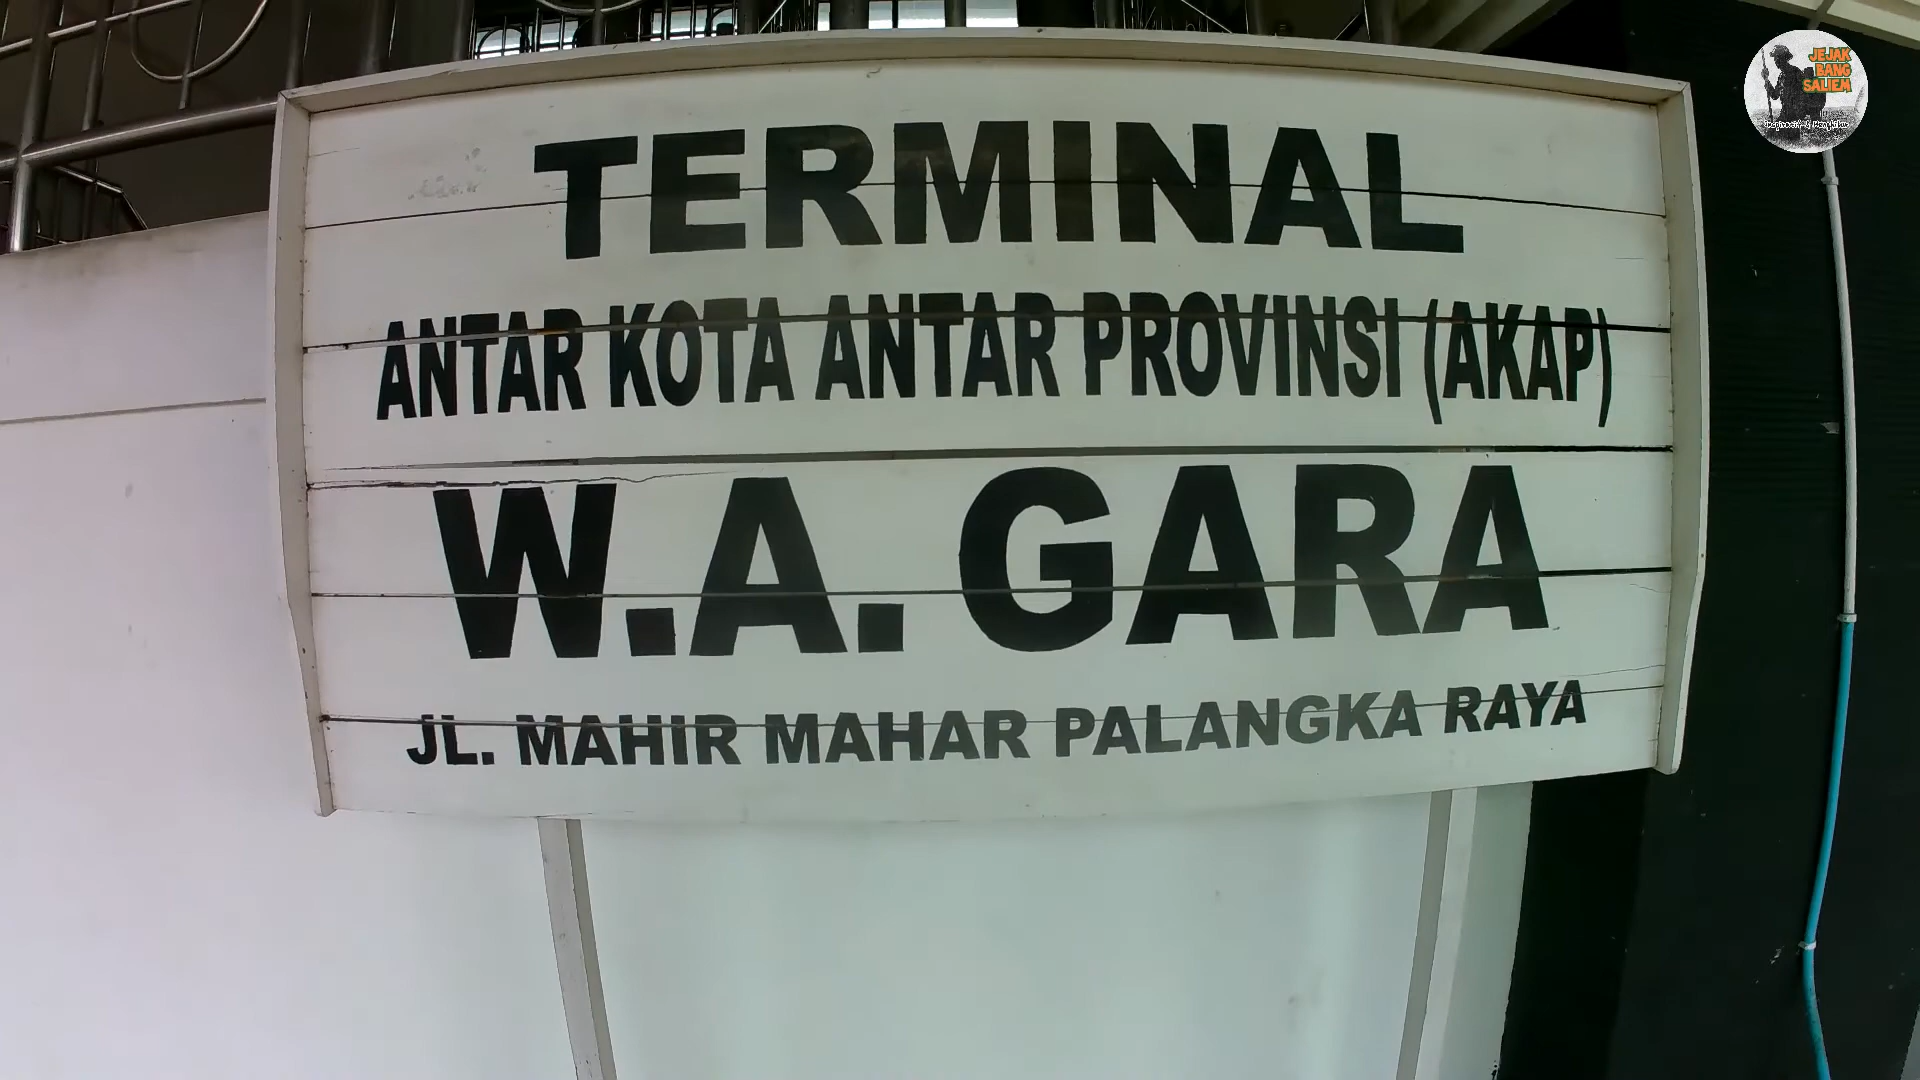 TERMINAL
ANTAR KOTA ANTAR PROVINSI (AKAP)
W.A. GARA
JL. MAHIR MAHAR PALANGKA RAYA
JEJAK
BANG
SALIEM